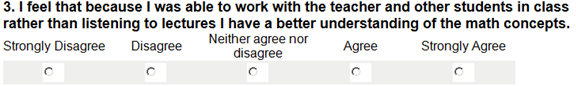 3. I feel that because I was able to work with the teacher and other students in class
rather than listening to lectures I have a better understanding of the math concepts.
Strongly Disagree Disagree Neither agree nor disagree Agree Strongly Agree